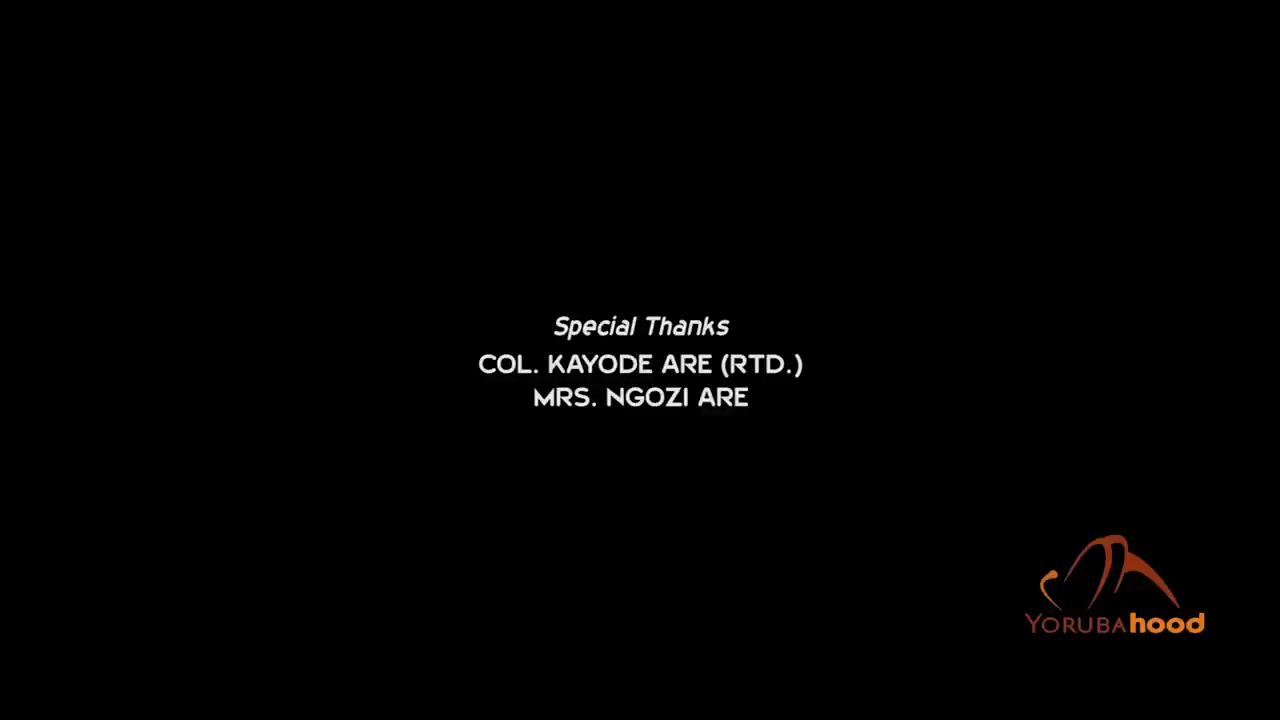 Special Thanks
COL. KAYODE ARE (RTD.)
MRS. NGOZI ARE
YORUBAhood